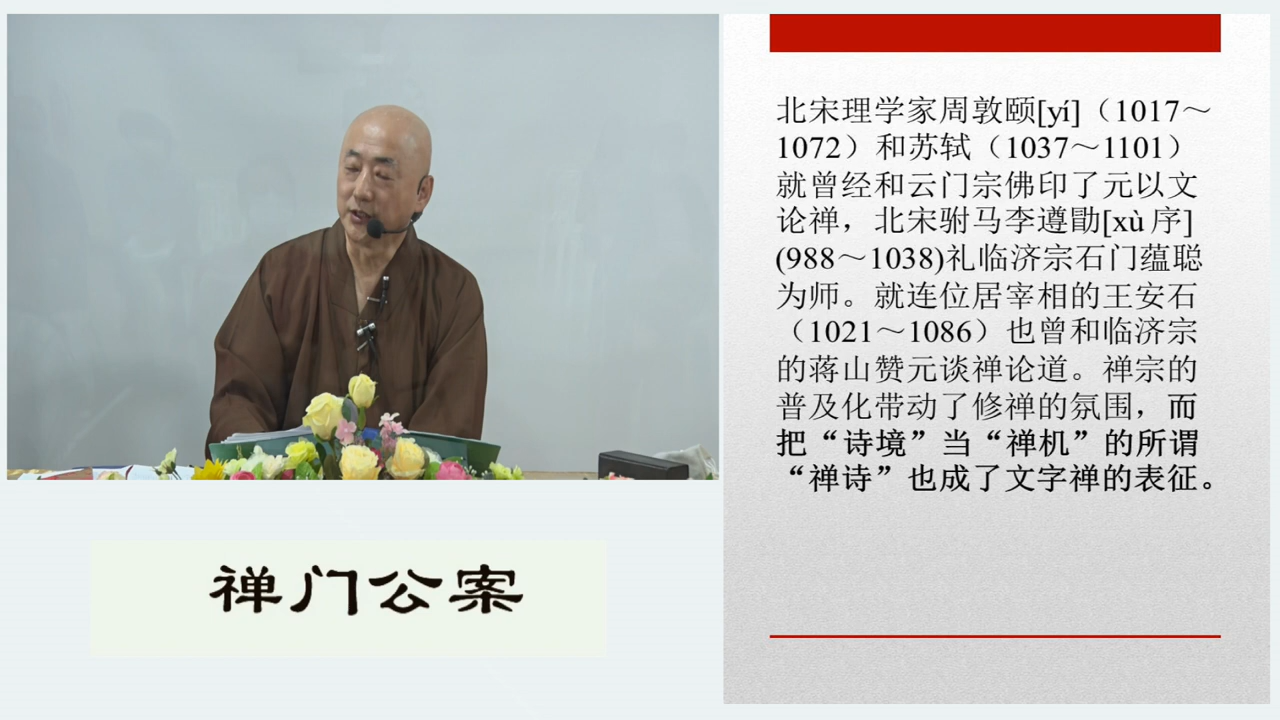 北宋理学家周敦颐[yí]（1017～
1072）和苏轼（1037～1101）
就曾经和云门宗佛印了元以文
论禅，北宋驸马李遵勖[xù 序]
(988～1038)礼临济宗石门蕴聪
为师。就连位居宰相的王安石
（1021～1086）也曾和临济宗
的蒋山赞元谈禅论道。禅宗的
普及化带动了修禅的氛围，而
把“诗境”当“禅机”的所谓
“禅诗”也成了文字禅的表征。
禅门公案